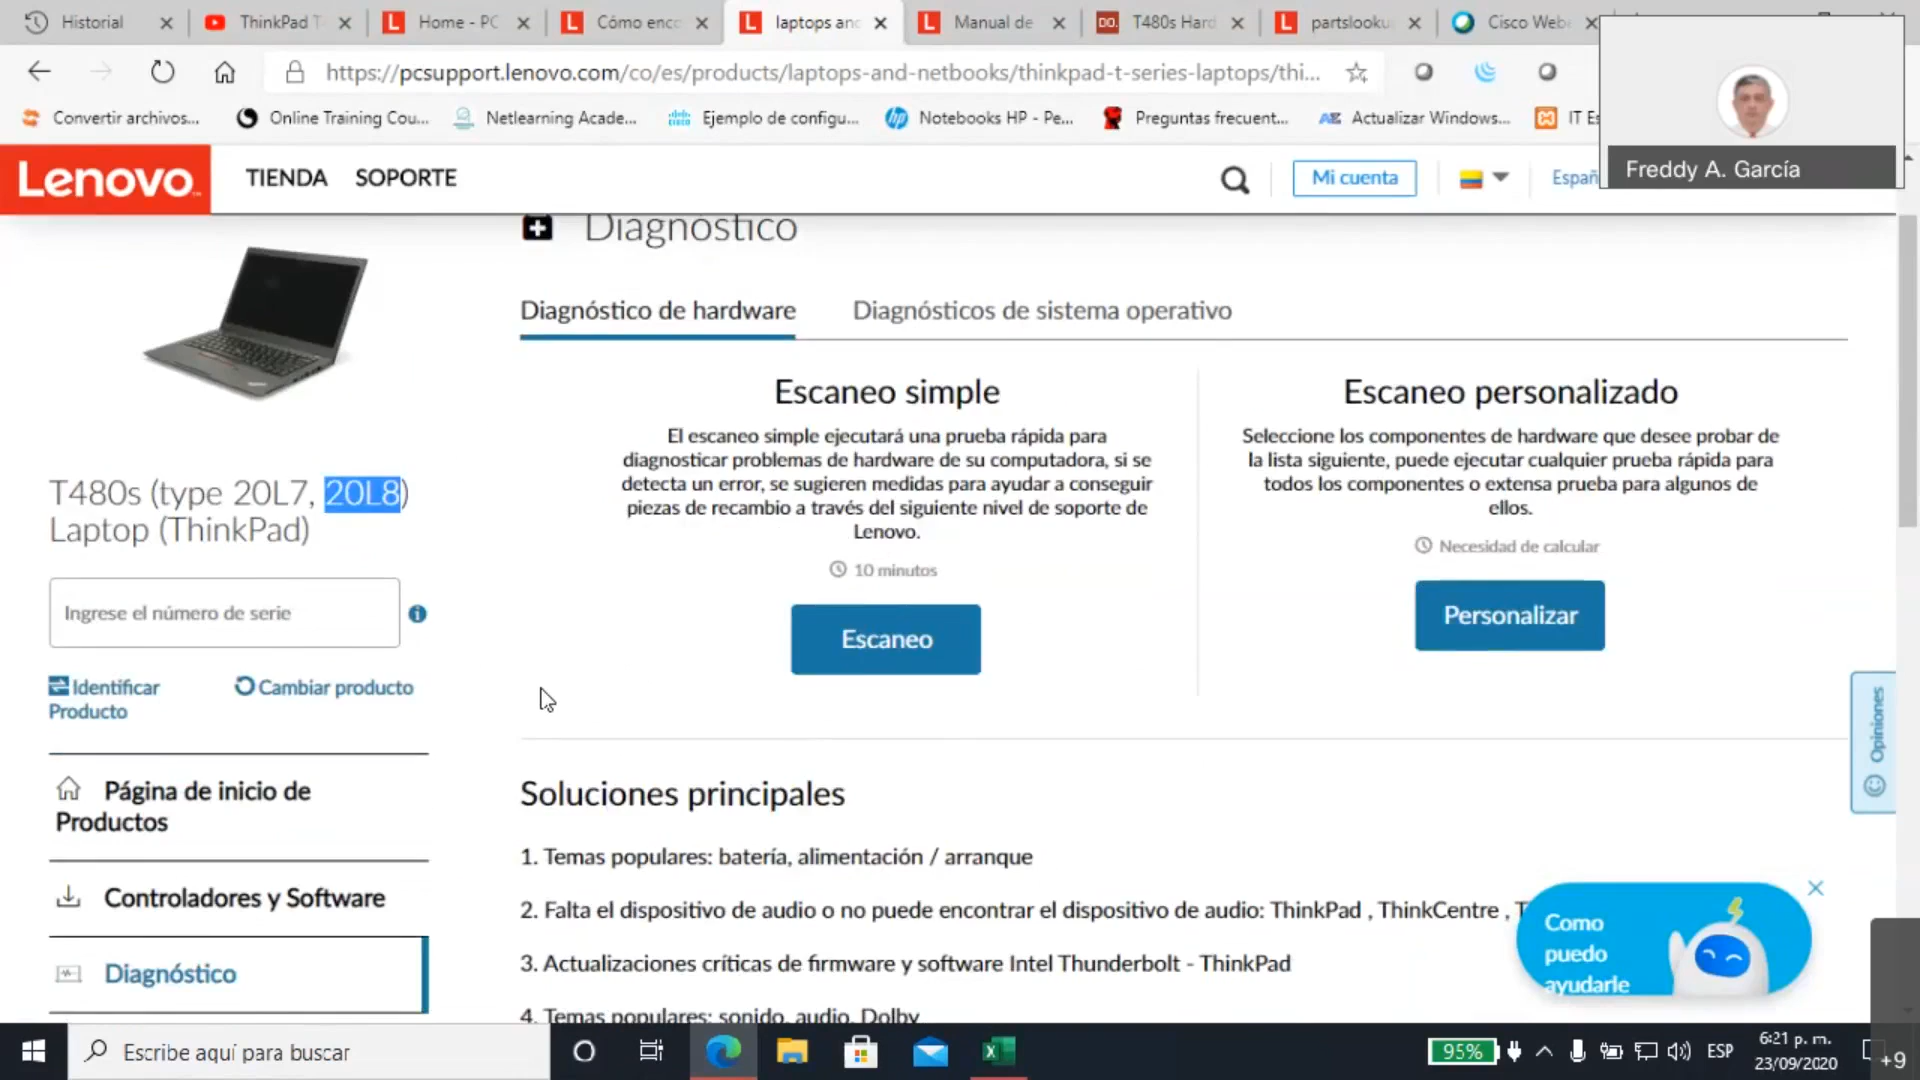 Historial
ThinkPad T
Home - PC
Cómo enco
laptops and
Manual de
DO.
T480s Hard
partslooku
Cisco Web
https://pcsupport.lenovo.com/co/es/products/laptops-and-netbooks/thinkpad-t-series-laptops/thi...
Convertir archivos...
Online Training Cou...
Netlearning Acade...
Ejemplo de configu...
Notebooks HP - Pe...
Preguntas frecuent...
Actualizar Windows...
IT Es
Freddy A. García
Lenovo
TIENDA
SOPORTE
Mi cuenta
Españ
Diagnóstico
Diagnóstico de hardware
Diagnósticos de sistema operativo
Escaneo simple
El escaneo simple ejecutará una prueba rápida para
diagnosticar problemas de hardware de su computadora, si se
detecta un error, se sugieren medidas para ayudar a conseguir
piezas de recambio a través del siguiente nivel de soporte de
Lenovo.
10 minutos
Escaneo
Escaneo personalizado
Seleccione los componentes de hardware que desee probar de
la lista siguiente, puede ejecutar cualquier prueba rápida para
todos los componentes o extensa prueba para algunos de
ellos.
Necesidad de calcular
Personalizar
T480s (type 20L7, 20L8)
Laptop (ThinkPad)
Ingrese el número de serie
Identificar
Producto
Cambiar producto
Página de inicio de
Productos
Controladores y Software
Diagnóstico
Soluciones principales
1. Temas populares: batería, alimentación / arranque
2. Falta el dispositivo de audio o no puede encontrar el dispositivo de audio: ThinkPad , ThinkCentre , T
3. Actualizaciones críticas de firmware y software Intel Thunderbolt - ThinkPad
4. Temas populares: sonido, audio, Dolby
Opiniones
Como
puedo
ayudarle
Escribe aquí para buscar
95%
ESP
6:21 p. m.
23/09/2020
+9